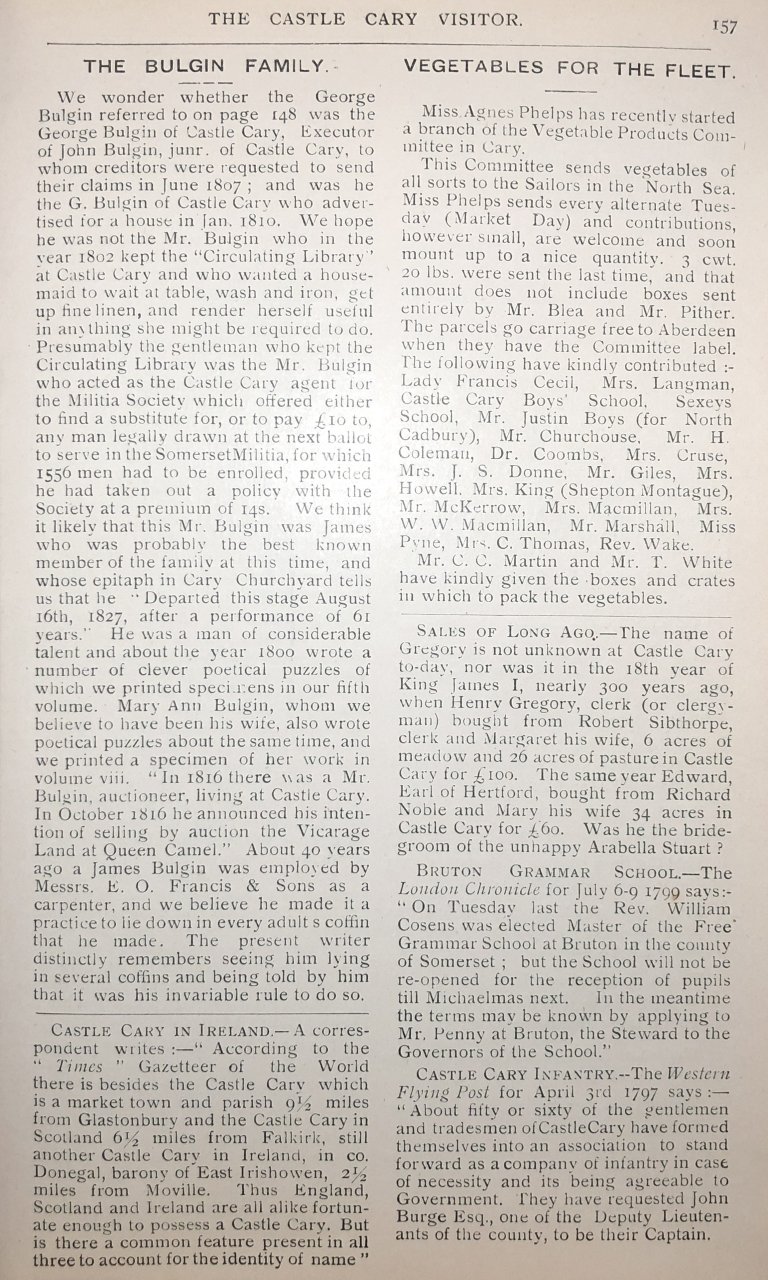 THE CASTLE CARY VISITOR.
157
THE BULGIN FAMILY.
We wonder whether the George
Bulgin referred to on page 148 was the
George Bulgin of Castle Cary, Executor
of John Bulgin, junr. of Castle Cary, to
whom creditors were requested to send
their claims in June 1807 ; and was he
the G. Bulgin of Castle Cary who adver-
tised for a house in Jan. 1810. We hope
he was not the Mr. Bulgin who in the
year 1802 kept the "Circulating Library"
at Castle Cary and who wanted a house-
maid to wait at table, wash and iron, get
up fine linen, and render herself useful
in anything she might be required to do.
Presumably the gentleman who kept the
Circulating Library was the Mr. Bulgin
who acted as the Castle Cary agent for
the Militia Society which offered either
to find a substitute for, or to pay £10 to,
any man legally drawn at the next ballot
to serve in the SomersetMilitia, for which
1556 men had to be enrolled, provided
he had taken out a policy with the
Society at a premium of 14s. We think
it likely that this Mr. Bulgin was James
who was probably the best known
member of the family at this time, and
whose epitaph in Cary Churchyard tells
us that he "Departed this stage August
16th, 1827, after a performance of 61
years." He was a man of considerable
talent and about the year 1800 wrote a
number of clever poetical puzzles of
which we printed specimens in our fifth
volume. Mary Ann Bulgin, whom we
believe to have been his wife, also wrote
poetical puzzles about the same time, and
we printed a specimen of her work in
volume viii. "In 1816 there was a Mr.
Bulgin, auctioneer, living at Castle Cary.
In October 1816 he announced his inten-
tion of selling by auction the Vicarage
Land at Queen Camel." About 40 years
ago a James Bulgin was employed by
Messrs. E. O. Francis & Sons as a
carpenter, and we believe he made it a
practice to lie down in every adult s coffin
that he made. The present writer
distinctly remembers seeing him lying
in several coffins and being told by him
that it was his invariable rule to do so.
CASTLE CARY IN IRELAND.—A corres-
pondent writes :—" According to the
" Times " Gazetteer of the World
there is besides the Castle Cary which
is a market town and parish 9½ miles
from Glastonbury and the Castle Cary in
Scotland 6½ miles from Falkirk, still
another Castle Cary in Ireland, in co.
Donegal, barony of East Irishowen, 2½
miles from Moville. Thus England,
Scotland and Ireland are all alike fortun-
ate enough to possess a Castle Cary. But
is there a common feature present in all
three to account for the identity of name "
VEGETABLES FOR THE FLEET.
Miss Agnes Phelps has recently started
a branch of the Vegetable Products Com-
mittee in Cary.
This Committee sends vegetables of
all sorts to the Sailors in the North Sea.
Miss Phelps sends every alternate Tues-
day (Market Day) and contributions,
however small, are welcome and soon
mount up to a nice quantity. 3 cwt.
20 lbs. were sent the last time, and that
amount does not include boxes sent
entirely by Mr. Blea and Mr. Pither.
The parcels go carriage free to Aberdeen
when they have the Committee label.
The following have kindly contributed :-
Lady Francis Cecil, Mrs. Langman,
Castle Cary Boys' School, Sexeys
School, Mr. Justin Boys (for North
Cadbury), Mr. Churchouse, Mr. H.
Coleman, Dr. Coombs, Mrs. Cruse,
Mrs. J. S. Donne, Mr. Giles, Mrs.
Howell, Mrs. King (Shepton Montague),
Mr. McKerrow, Mrs. Macmillan, Mrs.
W. W. Macmillan, Mr. Marshall, Miss
Pyne, Mrs. C. Thomas, Rev. Wake.
Mr. C. C. Martin and Mr. T. White
have kindly given the boxes and crates
in which to pack the vegetables.
SALES OF LONG AGO.—The name of
Gregory is not unknown at Castle Cary
to-day, nor was it in the 18th year of
King James I, nearly 300 years ago,
when Henry Gregory, clerk (or clergy-
man) bought from Robert Sibthorpe,
clerk and Margaret his wife, 6 acres of
meadow and 26 acres of pasture in Castle
Cary for £100. The same year Edward,
Earl of Hertford, bought from Richard
Noble and Mary his wife 34 acres in
Castle Cary for £60. Was he the bride-
groom of the unhappy Arabella Stuart ?
BRUTON GRAMMAR SCHOOL.—The
London Chronicle for July 6-9 1799 says:-
" On Tuesday last the Rev. William
Cosens was elected Master of the Free
Grammar School at Bruton in the county
of Somerset ; but the School will not be
re-opened for the reception of pupils
till Michaelmas next. In the meantime
the terms may be known by applying to
Mr. Penny at Bruton, the Steward to the
Governors of the School."
CASTLE CARY INFANTRY.--The Western
Flying Post for April 3rd 1797 says :—
"About fifty or sixty of the gentlemen
and tradesmen of CastleCary have formed
themselves into an association to stand
forward as a company of infantry in case
of necessity and its being agreeable to
Government. They have requested John
Burge Esq., one of the Deputy Lieuten-
ants of the county, to be their Captain.